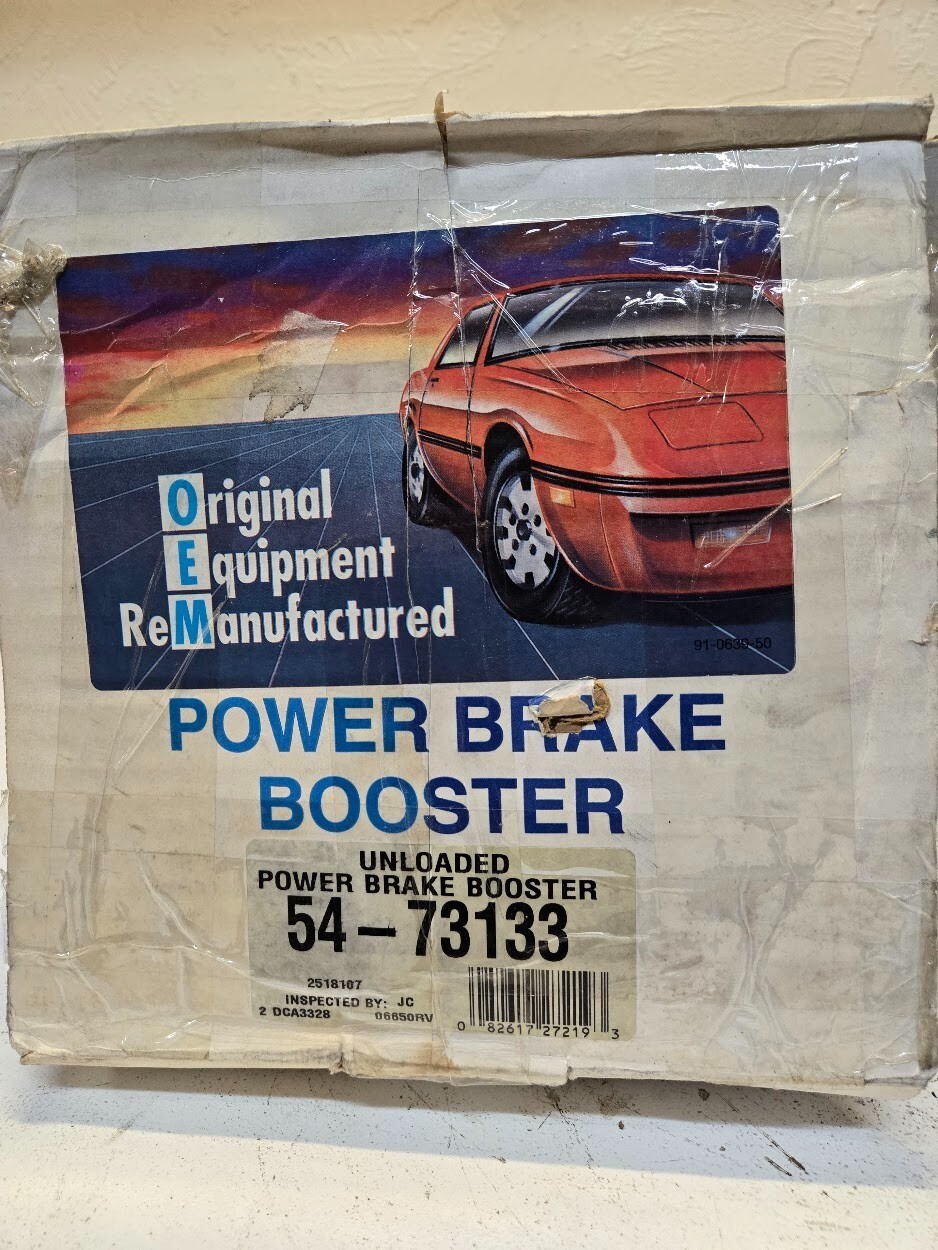 Original
Equipment
ReManufactured
91-0639-50
POWER BRAKE
BOOSTER
UNLOADED
POWER BRAKE BOOSTER
54-73133
2518107
INSPECTED BY: JC
2 DCA3328 06650RV
0 82617 27219 3